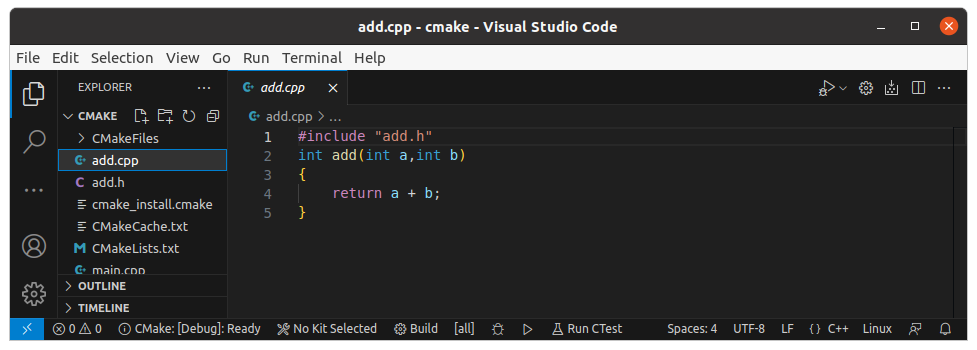 add.cpp - cmake - Visual Studio Code
File Edit Selection View Go Run Terminal Help
EXPLORER
add.cpp
CMAKE
add.cpp > ...
CMakeFiles
add.cpp
add.h
cmake_install.cmake
CMakeCache.txt
CMakeLists.txt
main.cpp
OUTLINE
TIMELINE
1 #include "add.h"
2 int add(int a,int b)
3 {
4 return a + b;
5 }
0 0 CMake: [Debug]: Ready No Kit Selected Build [all] Run CTest Spaces: 4 UTF-8 LF {} C++ Linux